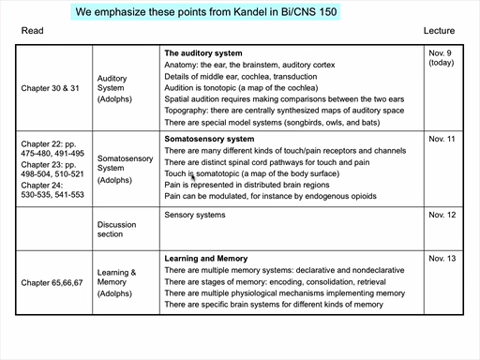 We emphasize these points from Kandel in Bi/CNS 150
Read
Lecture
Chapter 30 & 31
Auditory
System
(Adolphs)
The auditory system
Anatomy: the ear, the brainstem, auditory cortex
Details of middle ear, cochlea, transduction
Audition is tonotopic (a map of the cochlea)
Spatial audition requires making comparisons between the two ears
Topography: there are centrally synthesized maps of auditory space
There are special model systems (songbirds, owls, and bats)
Nov. 9
(today)
Chapter 22: pp.
475-480, 491-495
Chapter 23: pp.
498-504, 510-521
Chapter 24:
530-535, 541-553
Somatosensory
System
(Adolphs)
Somatosensory system
There are many different kinds of touch/pain receptors and channels
There are distinct spinal cord pathways for touch and pain
Touch is somatotopic (a map of the body surface)
Pain is represented in distributed brain regions
Pain can be modulated, for instance by endogenous opioids
Nov. 11
Discussion
section
Sensory systems
Nov. 12
Chapter 65,66,67
Learning &
Memory
(Adolphs)
Learning and Memory
There are multiple memory systems: declarative and nondeclarative
There are stages of memory: encoding, consolidation, retrieval
There are multiple physiological mechanisms implementing memory
There are specific brain systems for different kinds of memory
Nov. 13